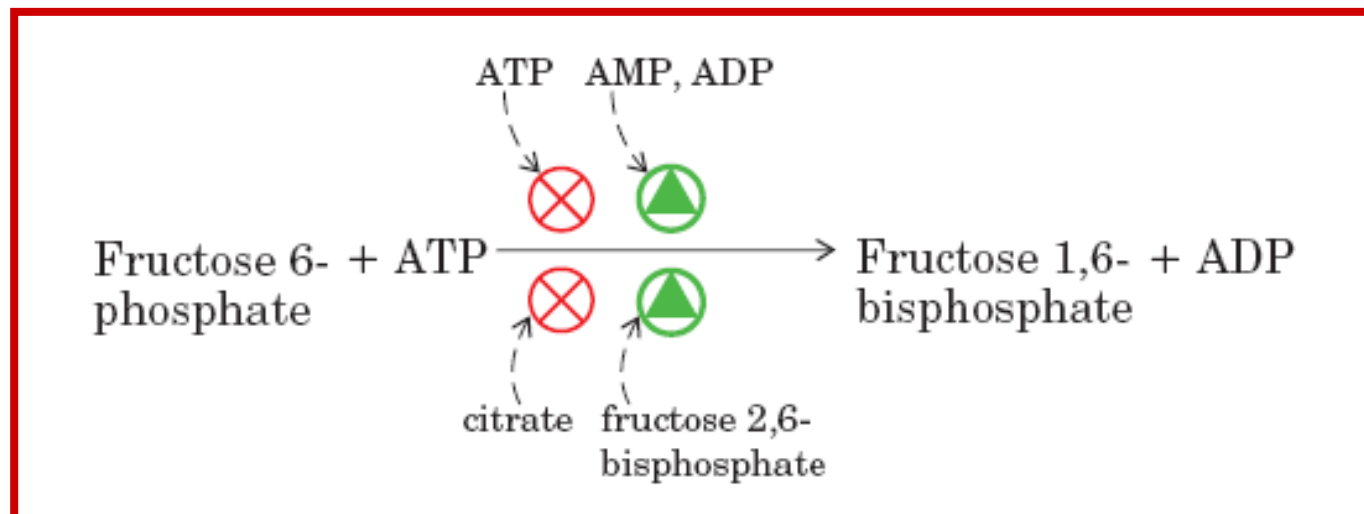 ATP AMP, ADP
Fructose 6- + ATP Fructose 1,6- + ADP
phosphate bisphosphate
citrate fructose 2,6-
bisphosphate